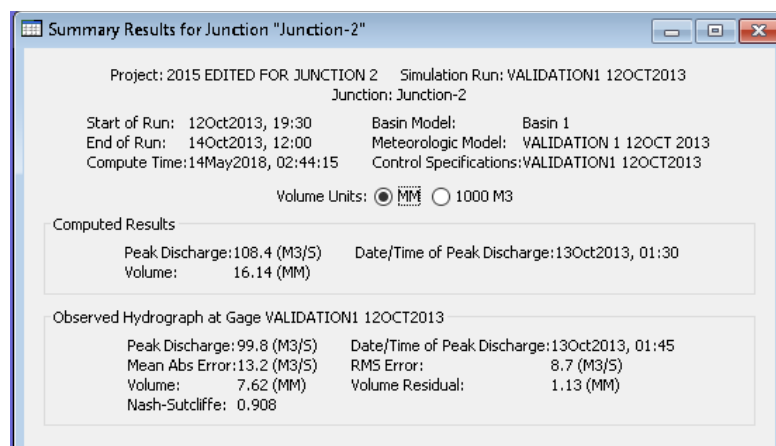 Summary Results for Junction "Junction-2"
Project: 2015 EDITED FOR JUNCTION 2 Simulation Run: VALIDATION1 12OCT2013
Junction: Junction-2
Start of Run: 12Oct2013, 19:30 Basin Model: Basin 1
End of Run: 14Oct2013, 12:00 Meteorologic Model: VALIDATION 1 12OCT 2013
Compute Time:14May2018, 02:44:15 Control Specifications:VALIDATION1 12OCT2013
Volume Units: MM 1000 M3
Computed Results
Peak Discharge:108.4 (M3/S) Date/Time of Peak Discharge:13Oct2013, 01:30
Volume: 16.14 (MM)
Observed Hydrograph at Gage VALIDATION1 12OCT2013
Peak Discharge:99.8 (M3/S) Date/Time of Peak Discharge:13Oct2013, 01:45
Mean Abs Error:13.2 (M3/S) RMS Error: 8.7 (M3/S)
Volume: 7.62 (MM) Volume Residual: 1.13 (MM)
Nash-Sutcliffe: 0.908